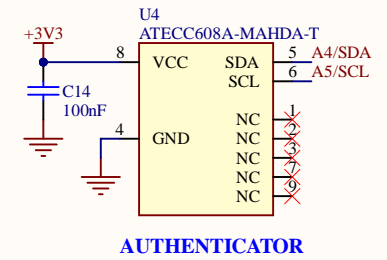 U4
+3V3
ATECC608A-MAHDA-T
8 VCC SDA 5 A4/SDA
SCL 6 A5/SCL
C14
100nF
NC 1
4 GND NC 2
NC 3
NC 7
NC 9
AUTHENTICATOR